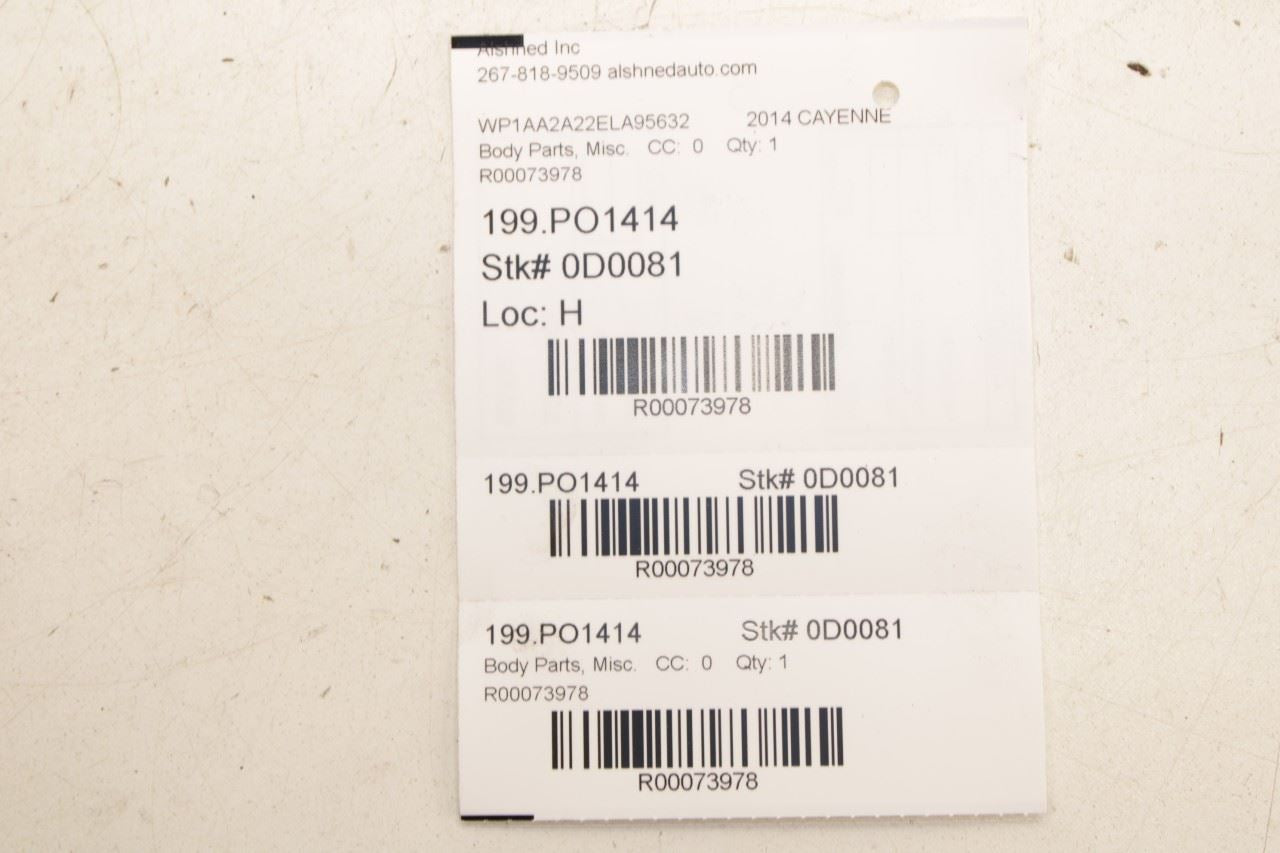 Alshned Inc
267-818-9509 alshnedauto.com
WP1AA2A22ELA95632 2014 CAYENNE
Body Parts, Misc. CC: 0 Qty: 1
R00073978
199.PO1414
Stk# 0D0081
Loc: H
R00073978
199.PO1414 Stk# 0D0081
R00073978
199.PO1414 Stk# 0D0081
Body Parts, Misc. CC: 0 Qty: 1
R00073978
R00073978